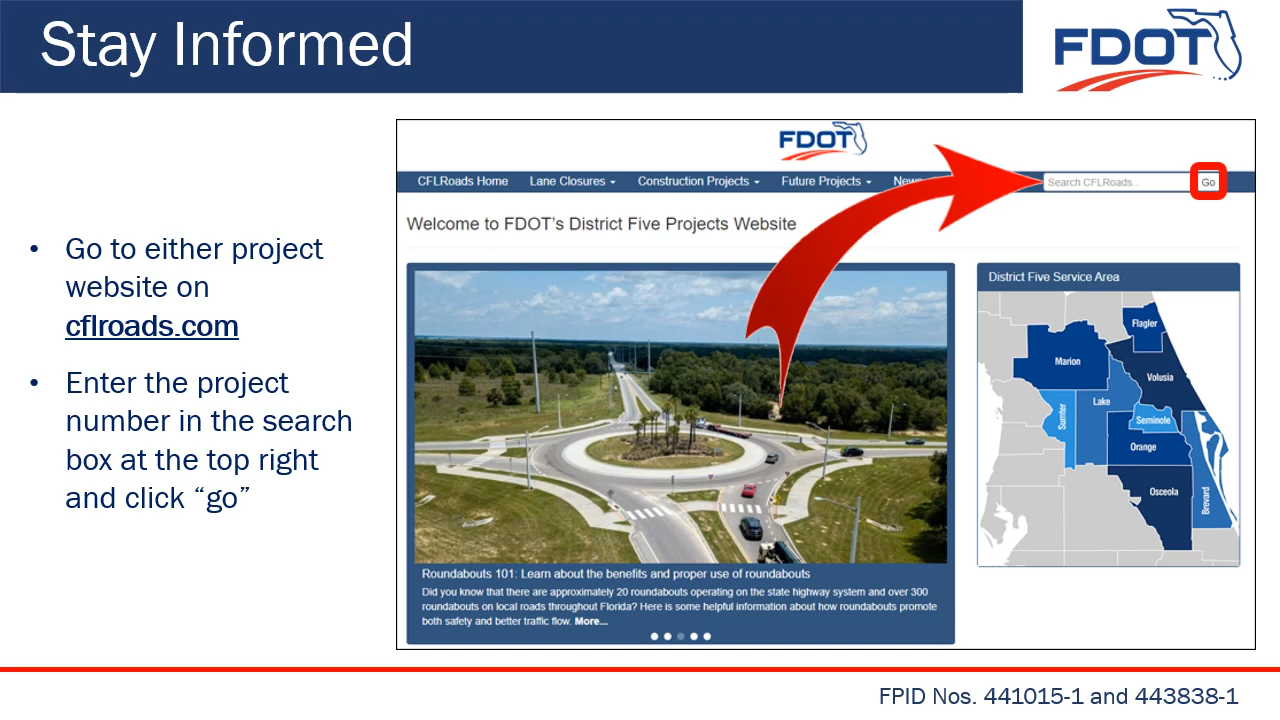 Stay Informed
FDOT
• Go to either project
website on
cflroads.com
• Enter the project
number in the search
box at the top right
and click “go”
FDOT
CFLRoads Home Lane Closures Construction Projects Future Projects News Search CFLRoads... Go
Welcome to FDOT's District Five Projects Website
District Five Service Area
Flagler
Marion
Volusia
Lake
Sumter
Seminole
Orange
Osceola
Brevard
Roundabouts 101: Learn about the benefits and proper use of roundabouts
Did you know that there are approximately 20 roundabouts operating on the state highway system and over 300
roundabouts on local roads throughout Florida? Here is some helpful information about how roundabouts promote
both safety and better traffic flow. More...
FPID Nos. 441015-1 and 443838-1